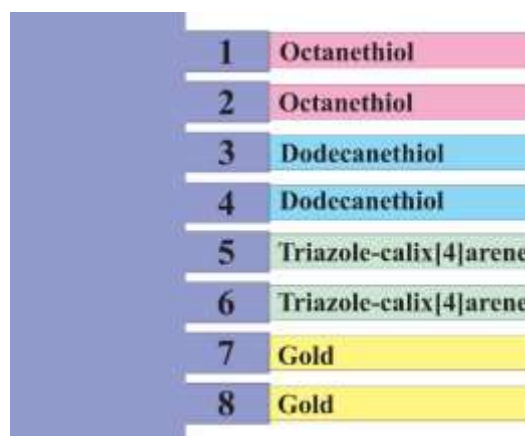 1 Octanethiol
2 Octanethiol
3 Dodecanethiol
4 Dodecanethiol
5 Triazole-calix[4]arene
6 Triazole-calix[4]arene
7 Gold
8 Gold